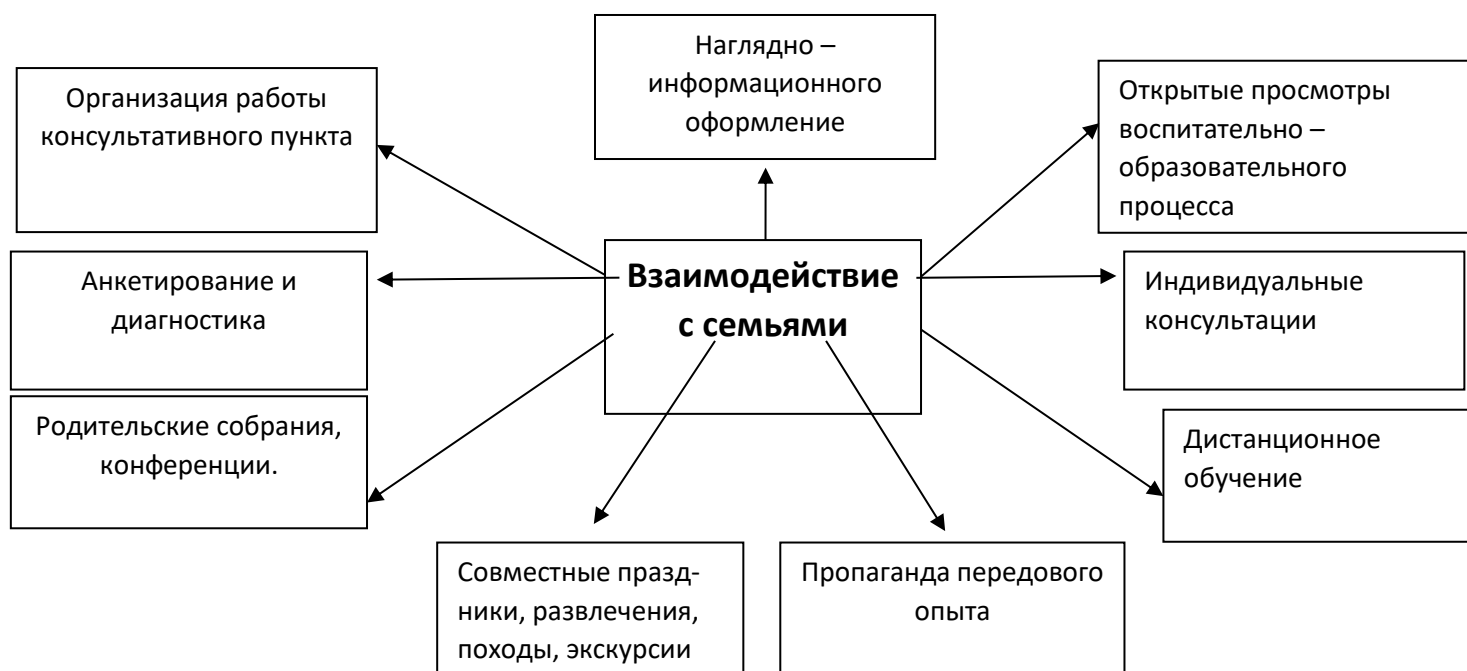 Наглядно –
информационного
оформление
Организация работы
консультативного пункта
Открытые просмотры
воспитательно –
образовательного
процесса
Взаимодействие
с семьями
Анкетирование и
диагностика
Индивидуальные
консультации
Родительские собрания,
конференции.
Дистанционное
обучение
Совместные празд-
ники, развлечения,
походы, экскурсии
Пропаганда передового
опыта